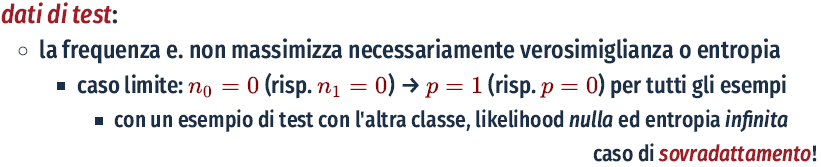 dati di test:
la frequenza e. non massimizza necessariamente verosimiglianza o entropia
caso limite: n₀ = 0 (risp. n₁ = 0) → p = 1 (risp. p = 0) per tutti gli esempi
con un esempio di test con l'altra classe, likelihood nulla ed entropia infinita
caso di sovradattamento!